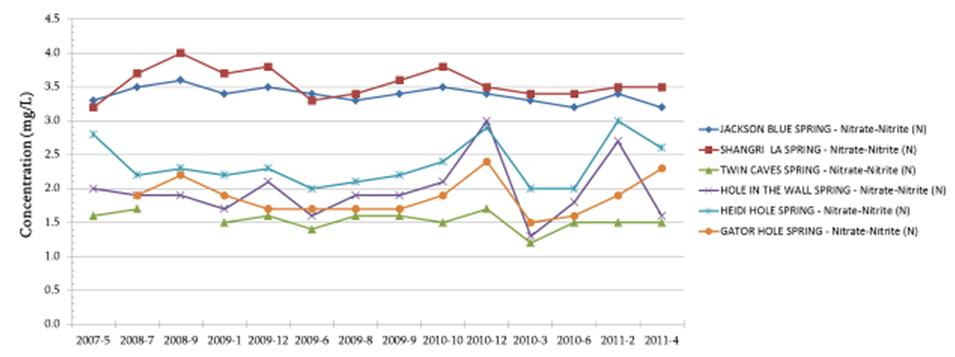 4.5
4.0
3.5
3.0
2.5
2.0
1.5
1.0
0.5
0.0
Concentration (mg/L)
2007-5 2008-7 2008-9 2009-1 2009-12 2009-6 2009-8 2009-9 2010-10 2010-12 2010-3 2010-6 2011-2 2011-4
JACKSON BLUE SPRING - Nitrate-Nitrite (N)
SHANGRI LA SPRING - Nitrate-Nitrite (N)
TWIN CAVES SPRING - Nitrate-Nitrite (N)
HOLE IN THE WALL SPRING - Nitrate-Nitrite (N)
HEIDI HOLE SPRING - Nitrate-Nitrite (N)
GATOR HOLE SPRING - Nitrate-Nitrite (N)